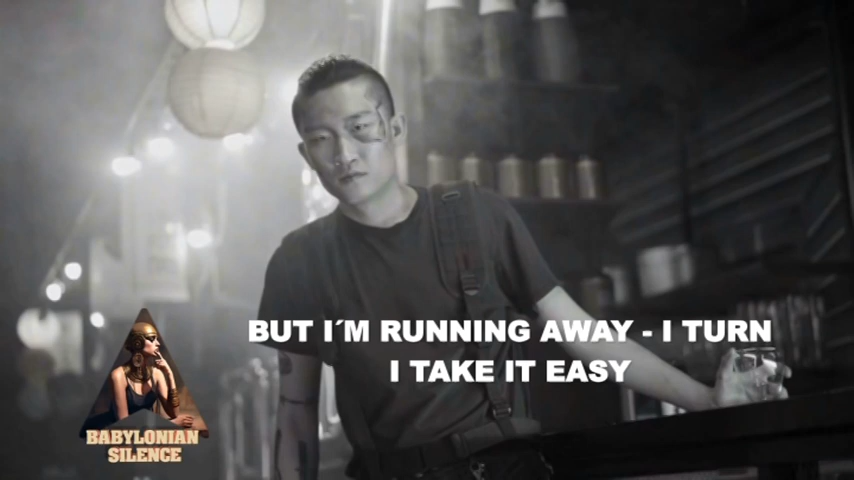 BUT I´M RUNNING AWAY - I TURN
I TAKE IT EASY
BABYLONIAN
SILENCE